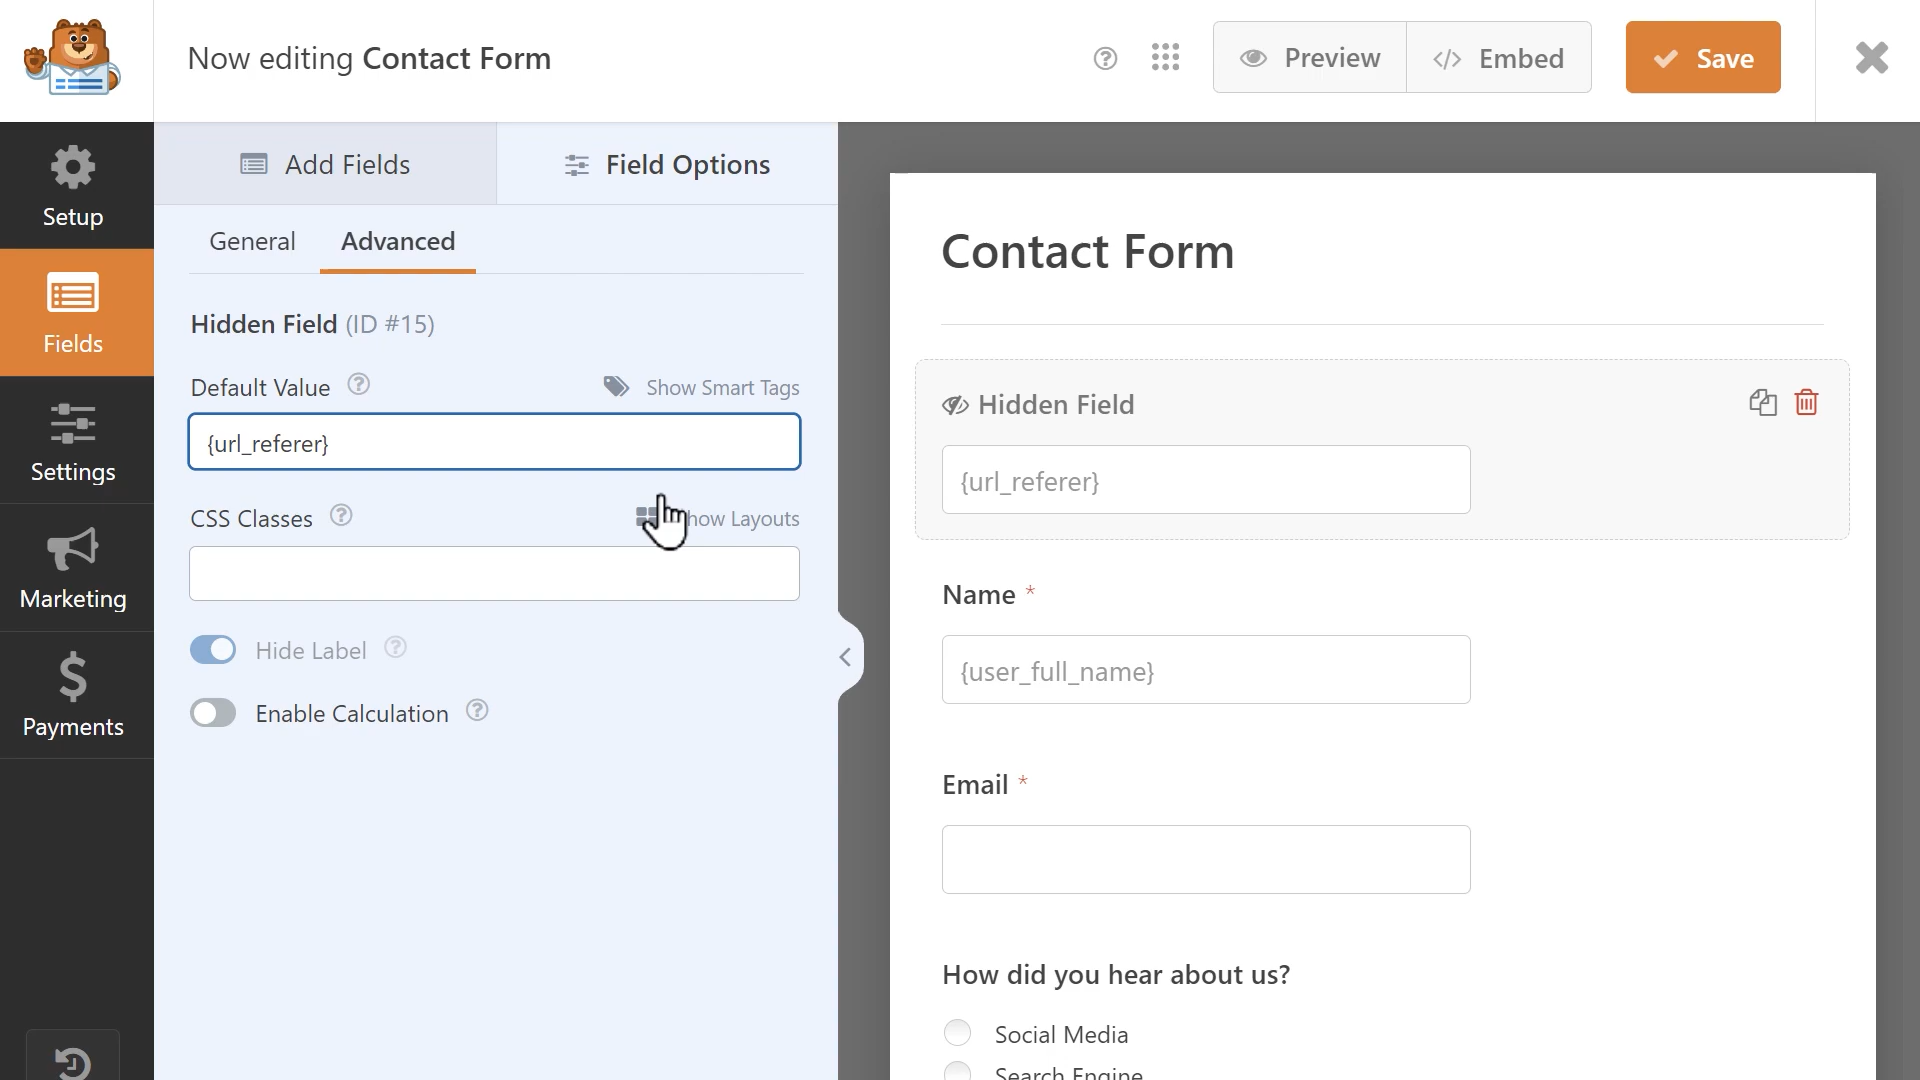 Now editing Contact Form
Preview
Embed
Save
Setup
Fields
Settings
Marketing
Payments
Add Fields
Field Options
General
Advanced
Hidden Field (ID #15)
Default Value
Show Smart Tags
{url_referer}
CSS Classes
how Layouts
Hide Label
Enable Calculation
Contact Form
Hidden Field
{url_referer}
Name *
{user_full_name}
Email *
How did you hear about us?
Social Media
Search Engine